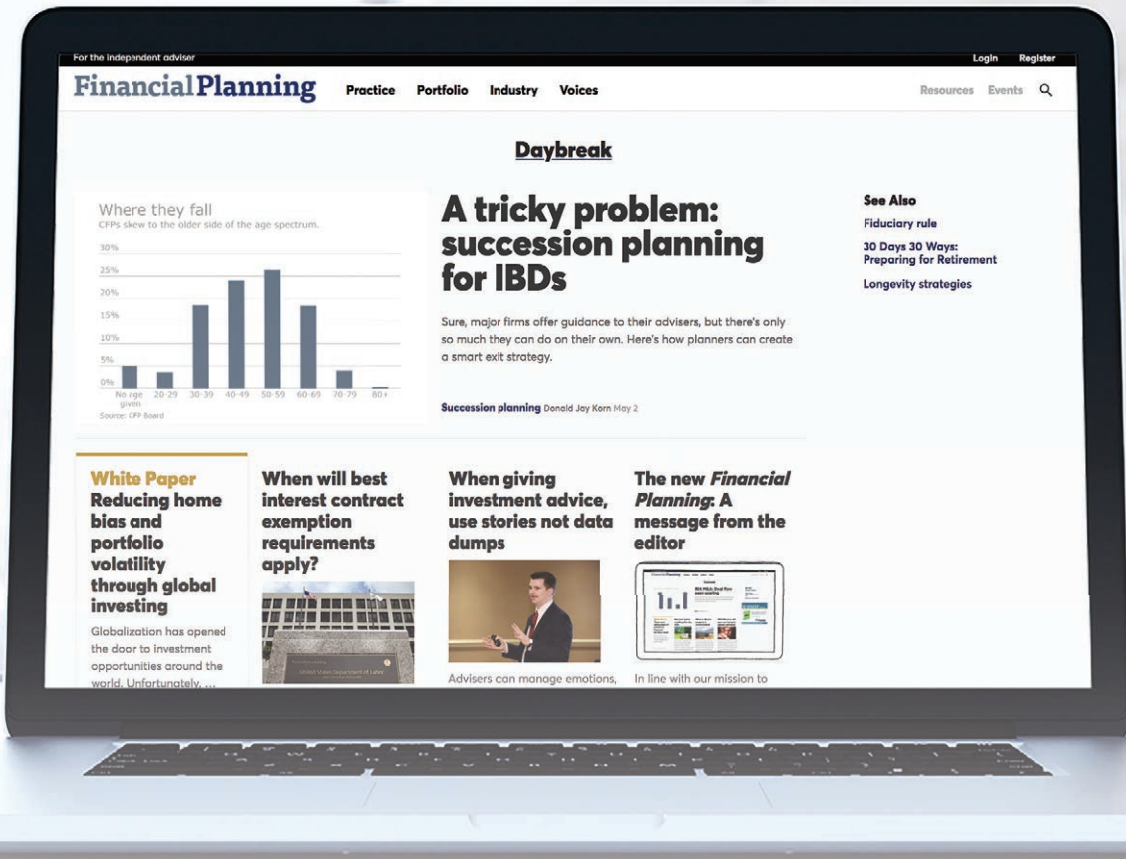 For the independent adviser
Login Register
FinancialPlanning
Practice Portfolio Industry Voices
Resources Events
Daybreak
Where they fall
CFPs skew to the older side of the age spectrum.
30%
25%
20%
15%
10%
5%
0%
No age given 20-29 30-39 40-49 50-59 60-69 70-79 80+
Source: CFP Board
A tricky problem:
succession planning
for IBDs
Sure, major firms offer guidance to their advisers, but there's only
so much they can do on their own. Here's how planners can create
a smart exit strategy.
Succession planning Donald Jay Korn May 2
See Also
Fiduciary rule
30 Days 30 Ways:
Preparing for Retirement
Longevity strategies
White Paper
Reducing home
bias and
portfolio
volatility
through global
investing
Globalization has opened
the door to investment
opportunities around the
world. Unfortunately, ...
When will best
interest contract
exemption
requirements
apply?
United States Department of Labor
When giving
investment advice,
use stories not data
dumps
Advisers can manage emotions,
The new Financial
Planning: A
message from the
editor
In line with our mission to